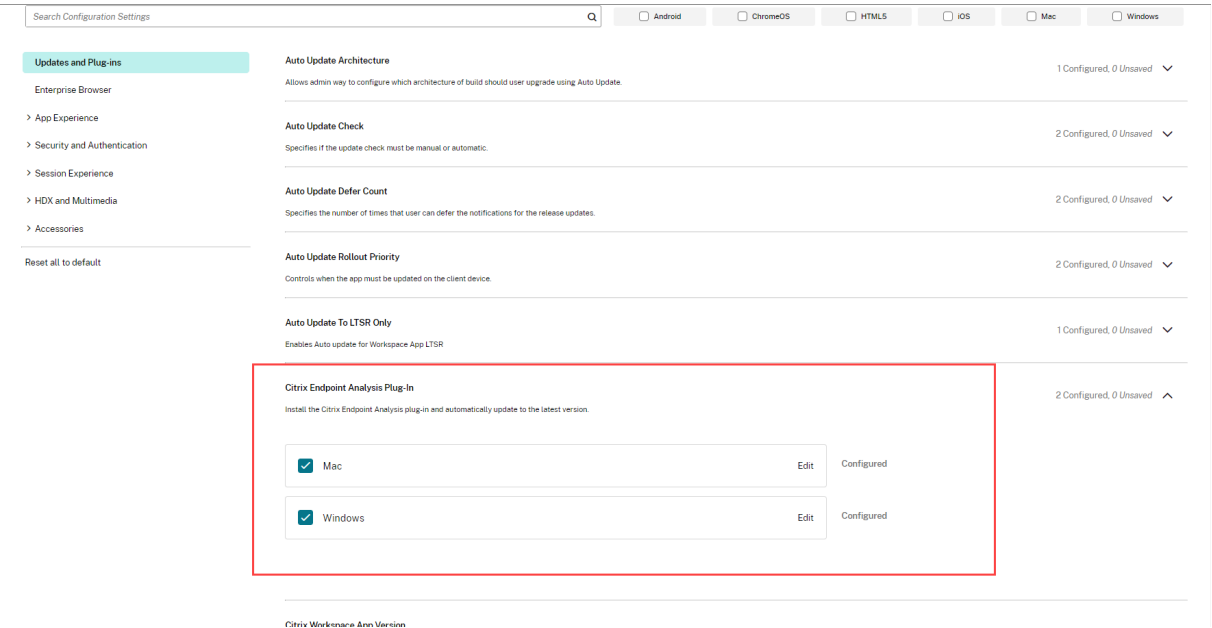 Search Configuration Settings
Android
ChromeOS
HTML5
iOS
Mac
Windows
Updates and Plug-ins
Enterprise Browser
App Experience
Security and Authentication
Session Experience
HDX and Multimedia
Accessories
Reset all to default
Auto Update Architecture
1 Configured, 0 Unsaved
Allows admin way to configure which architecture of build should user upgrade using Auto Update.
Auto Update Check
2 Configured, 0 Unsaved
Specifies if the update check must be manual or automatic.
Auto Update Defer Count
2 Configured, 0 Unsaved
Specifies the number of times that user can defer the notifications for the release updates.
Auto Update Rollout Priority
2 Configured, 0 Unsaved
Controls when the app must be updated on the client device.
Auto Update To LTSR Only
1 Configured, 0 Unsaved
Enables Auto update for Workspace App LTSR
Citrix Endpoint Analysis Plug-In
2 Configured, 0 Unsaved
Install the Citrix Endpoint Analysis plug-in and automatically update to the latest version.
Mac
Edit
Configured
Windows
Edit
Configured
Citrix Workspace App Version